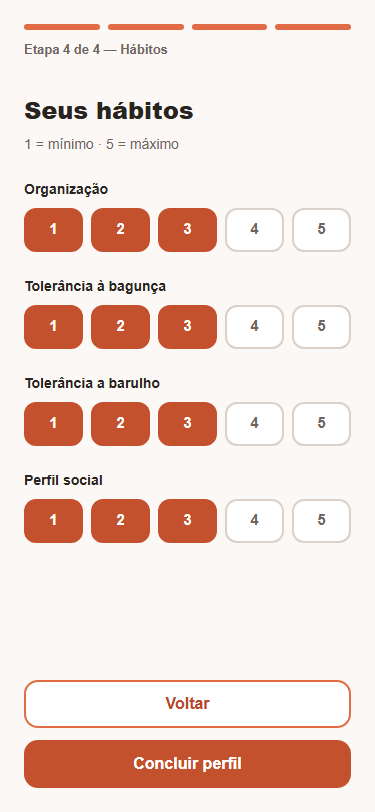 Etapa 4 de 4 — Hábitos
Seus hábitos
1 = mínimo · 5 = máximo
Organização
1 2 3 4 5
Tolerância à bagunça
1 2 3 4 5
Tolerância a barulho
1 2 3 4 5
Perfil social
1 2 3 4 5
Voltar
Concluir perfil